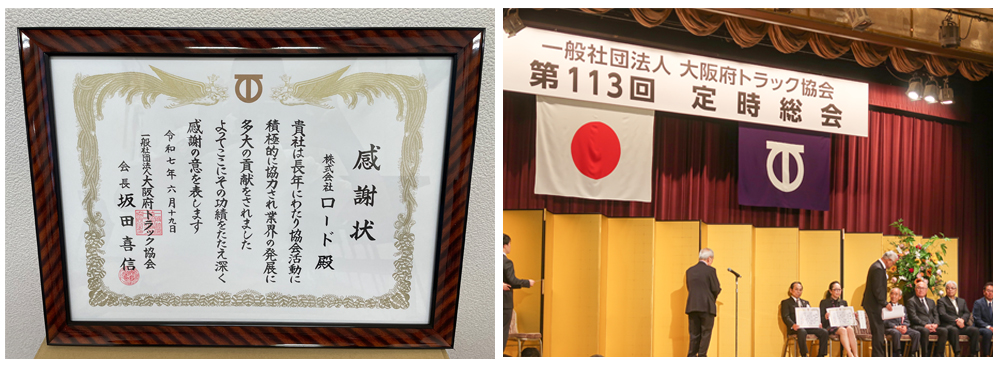 感謝状
株式会社ロード殿
貴社は長年にわたり協会活動に
積極的に協力され業界の発展に
多大の貢献をされました
よってここにその功績をたたえ深く
感謝の意を表します
令和七年六月十九日
一般社団法人大阪府トラック協会
会長坂田喜信
一般社団法人 大阪府トラック協会
第113回 定時総会